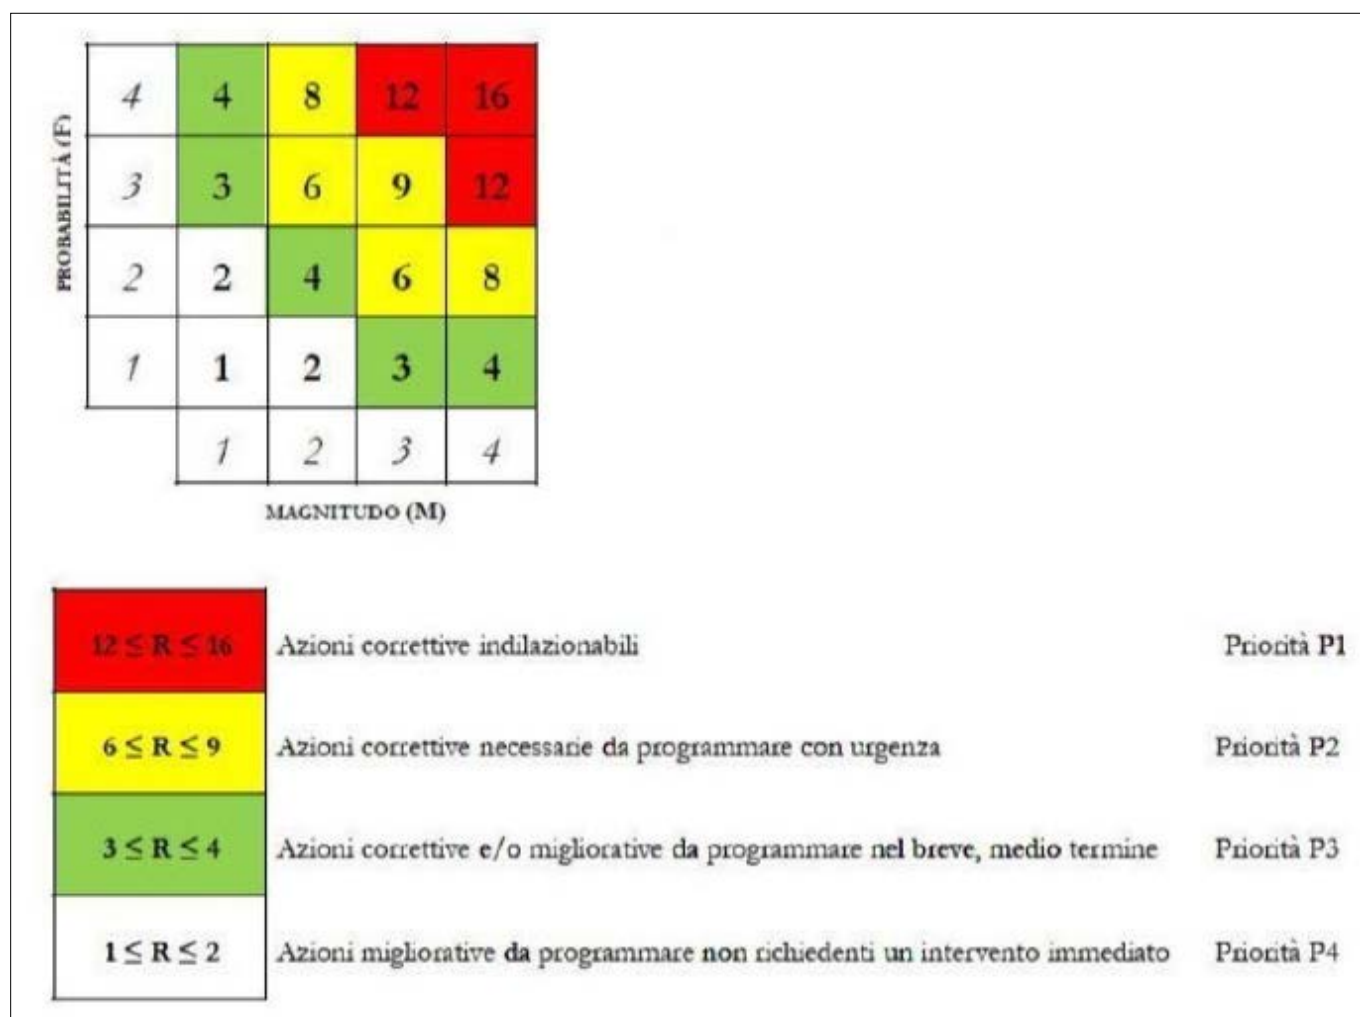 PROBABILITÀ (F)
4 4 8 12 16
3 3 6 9 12
2 2 4 6 8
1 1 2 3 4
1 2 3 4
MAGNITUDO (M)
12 ≤ R ≤ 16 Azioni correttive indilazionabili Priorità P1
6 ≤ R ≤ 9 Azioni correttive necessarie da programmare con urgenza Priorità P2
3 ≤ R ≤ 4 Azioni correttive e/o migliorative da programmare nel breve, medio termine Priorità P3
1 ≤ R ≤ 2 Azioni migliorative da programmare non richiedenti un intervento immediato Priorità P4